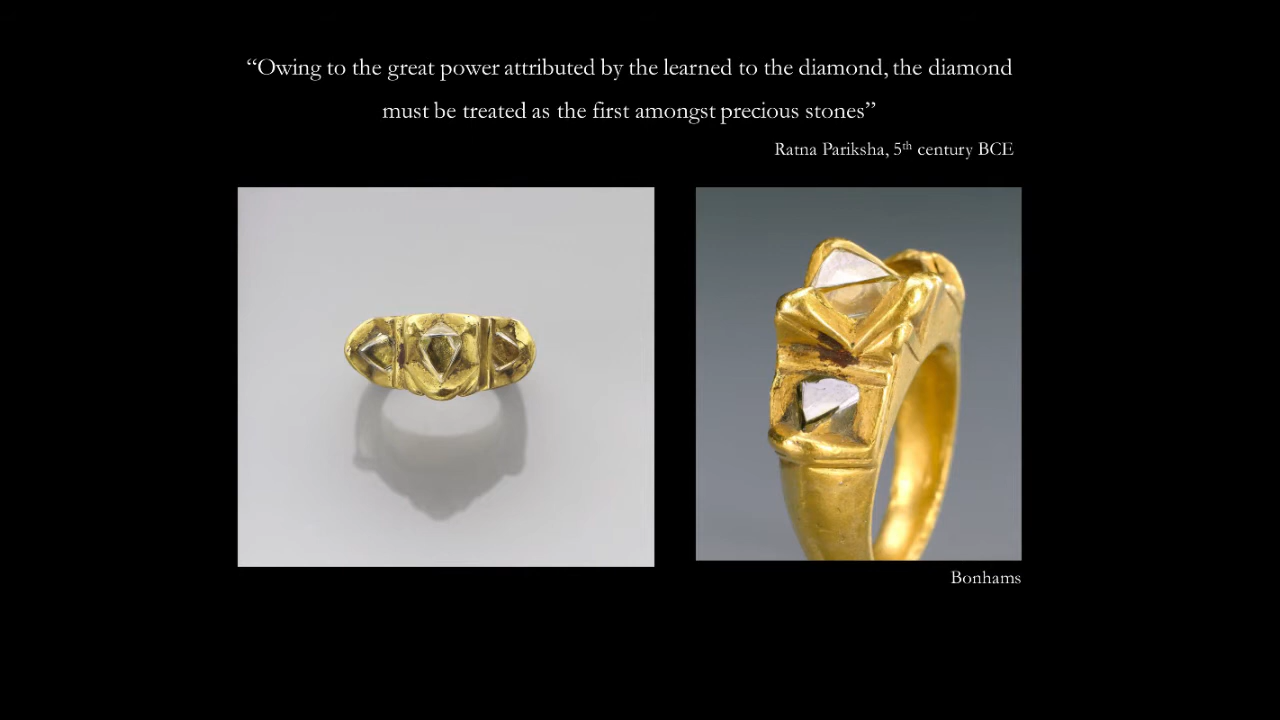 “Owing to the great power attributed by the learned to the diamond, the diamond
must be treated as the first amongst precious stones”
Ratna Pariksha, 5th century BCE
Bonhams